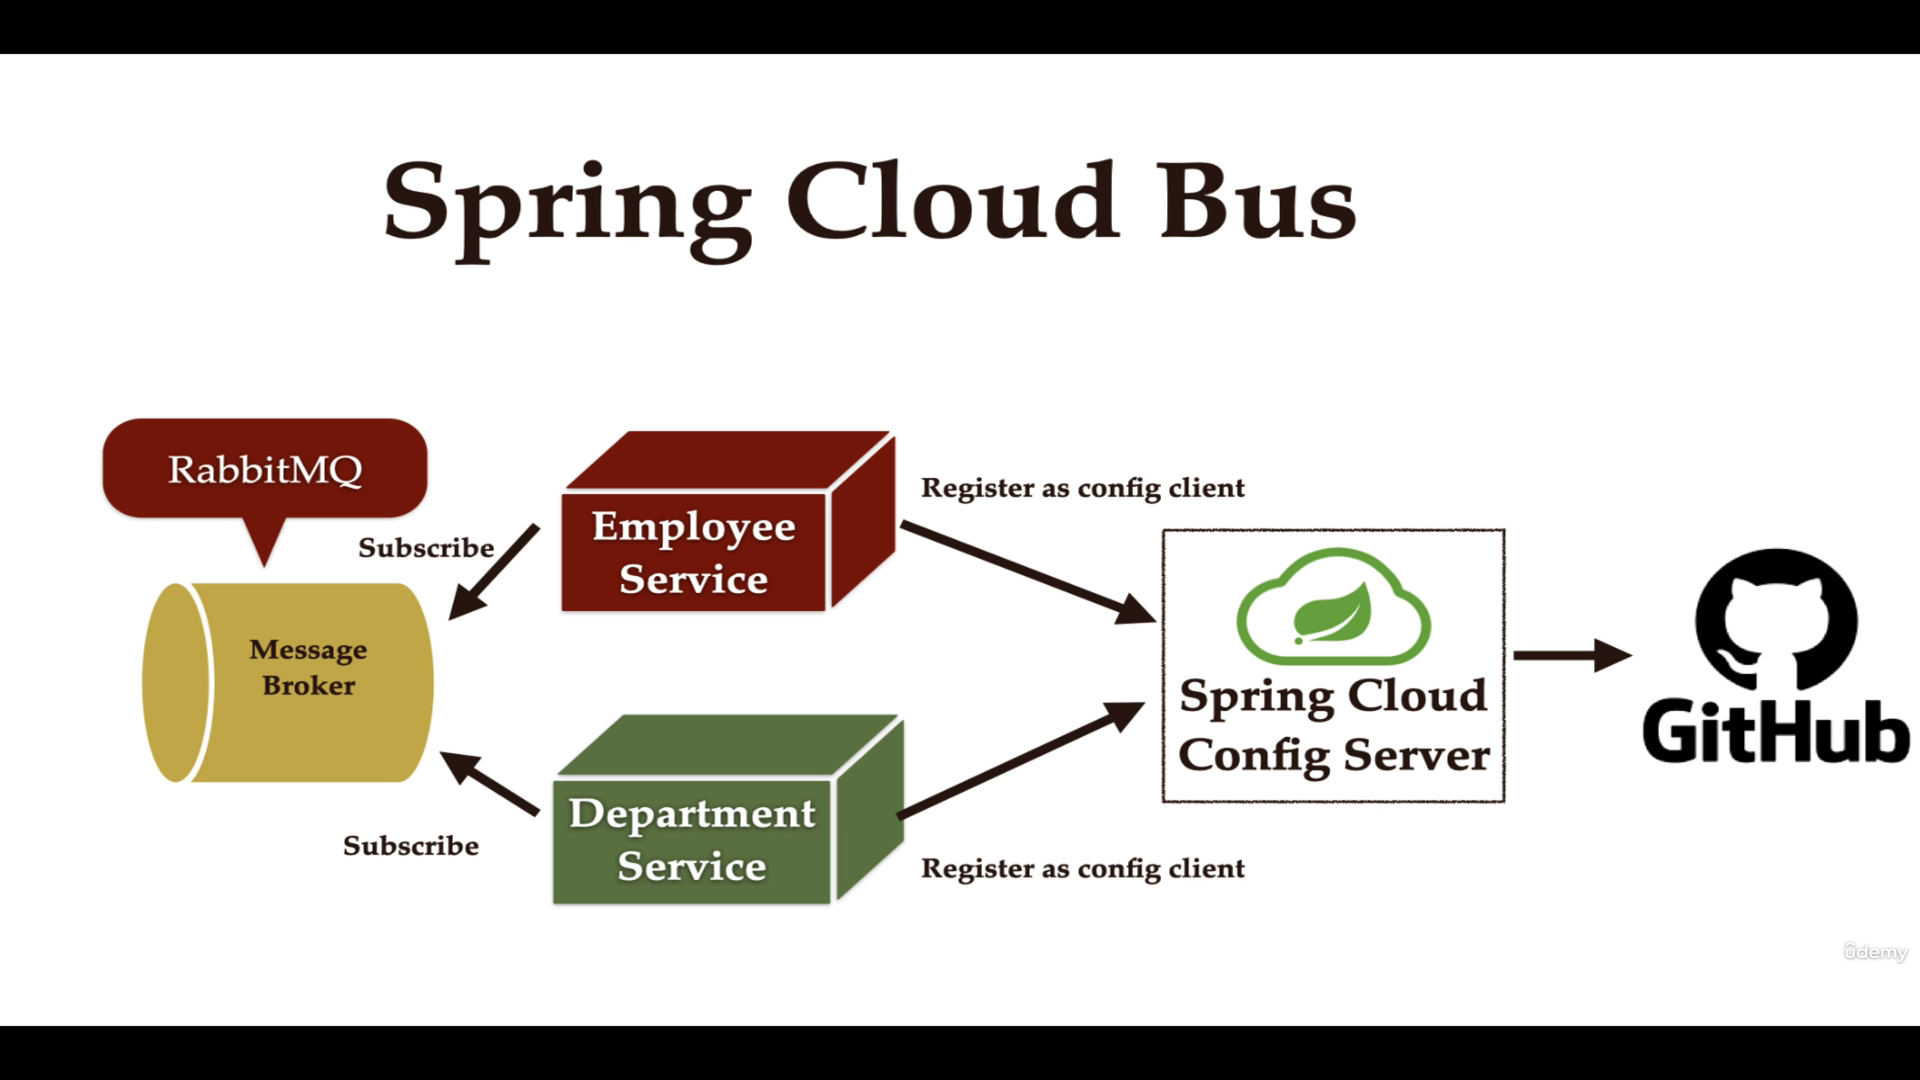 Spring Cloud Bus
RabbitMQ
Subscribe
Message
Broker
Subscribe
Employee
Service
Department
Service
Register as config client
Register as config client
Spring Cloud
Config Server
GitHub
ûdemy